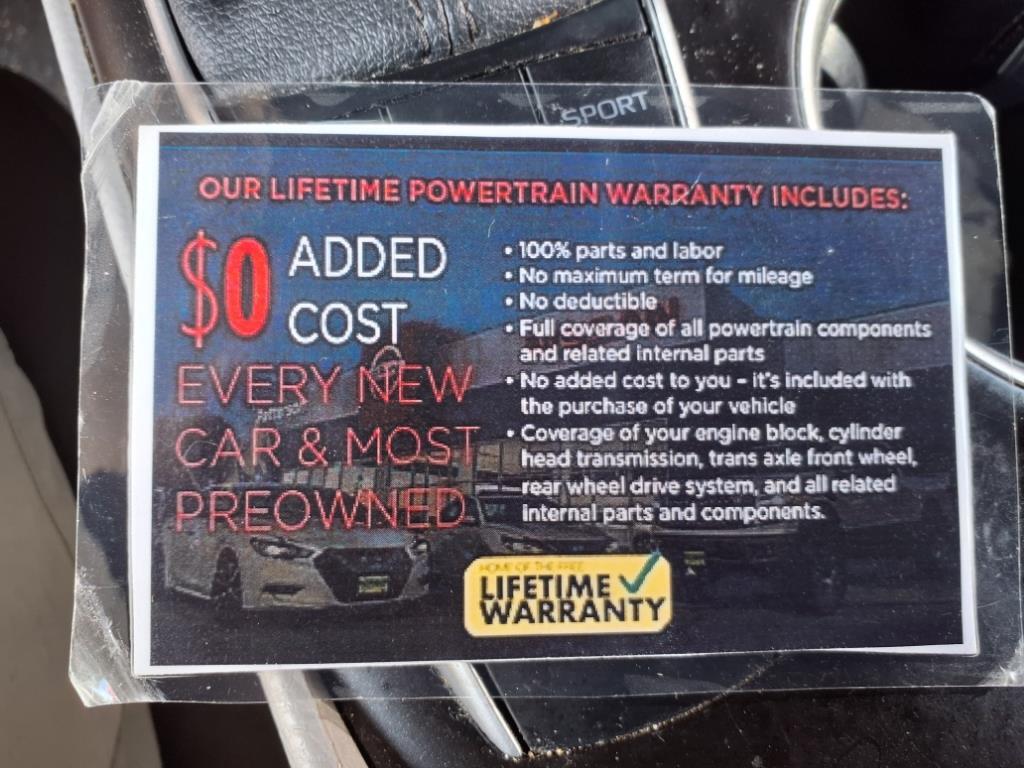 SPORT
OUR LIFETIME POWERTRAIN WARRANTY INCLUDES:
$0 ADDED
COST
EVERY NEW
CAR & MOST
PREOWNED
• 100% parts and labor
• No maximum term for mileage
• No deductible
• Full coverage of all powertrain components
and related internal parts
• No added cost to you - it's included with
the purchase of your vehicle
• Coverage of your engine block, cylinder
head transmission, trans axle front wheel,
rear wheel drive system, and all related
internal parts and components.
HOME OF THE FREE
LIFETIME
WARRANTY